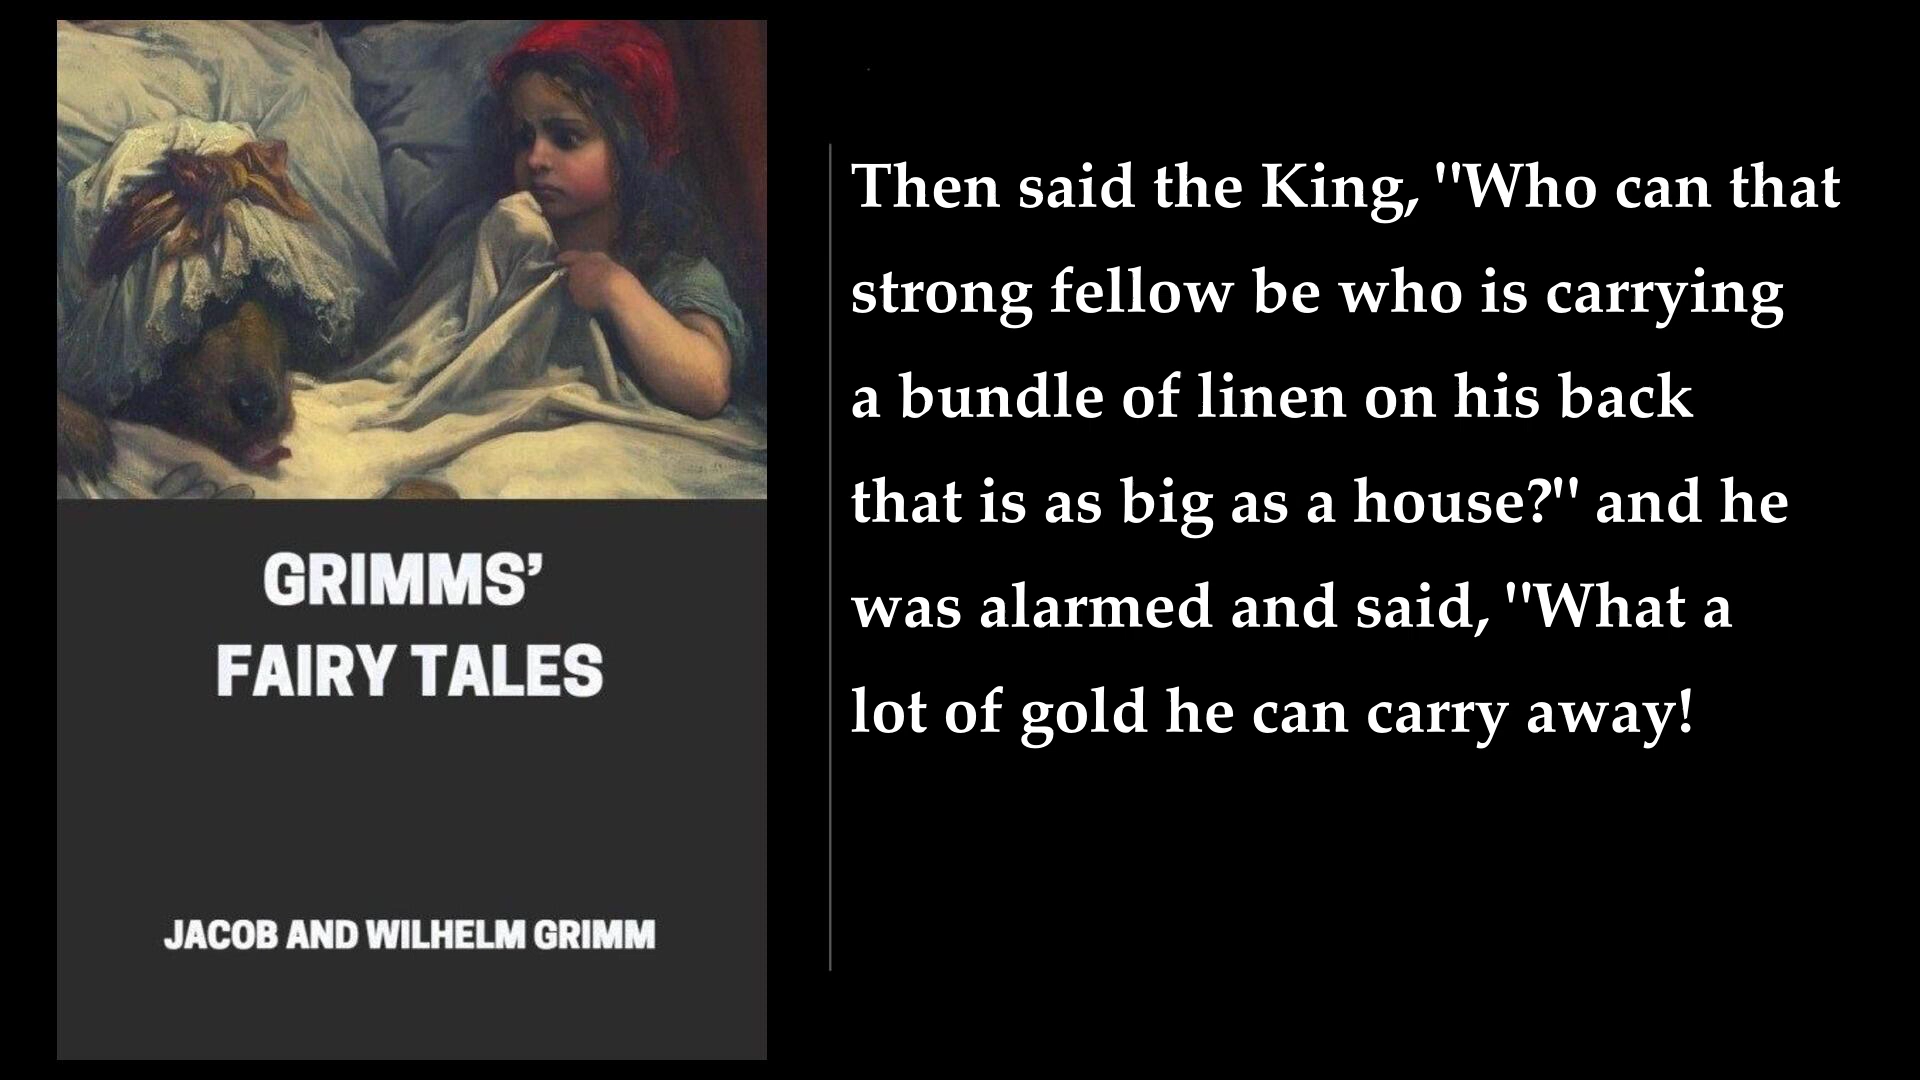 GRIMMS’
FAIRY TALES
JACOB AND WILHELM GRIMM
Then said the King, "Who can that
strong fellow be who is carrying
a bundle of linen on his back
that is as big as a house?" and he
was alarmed and said, "What a
lot of gold he can carry away!